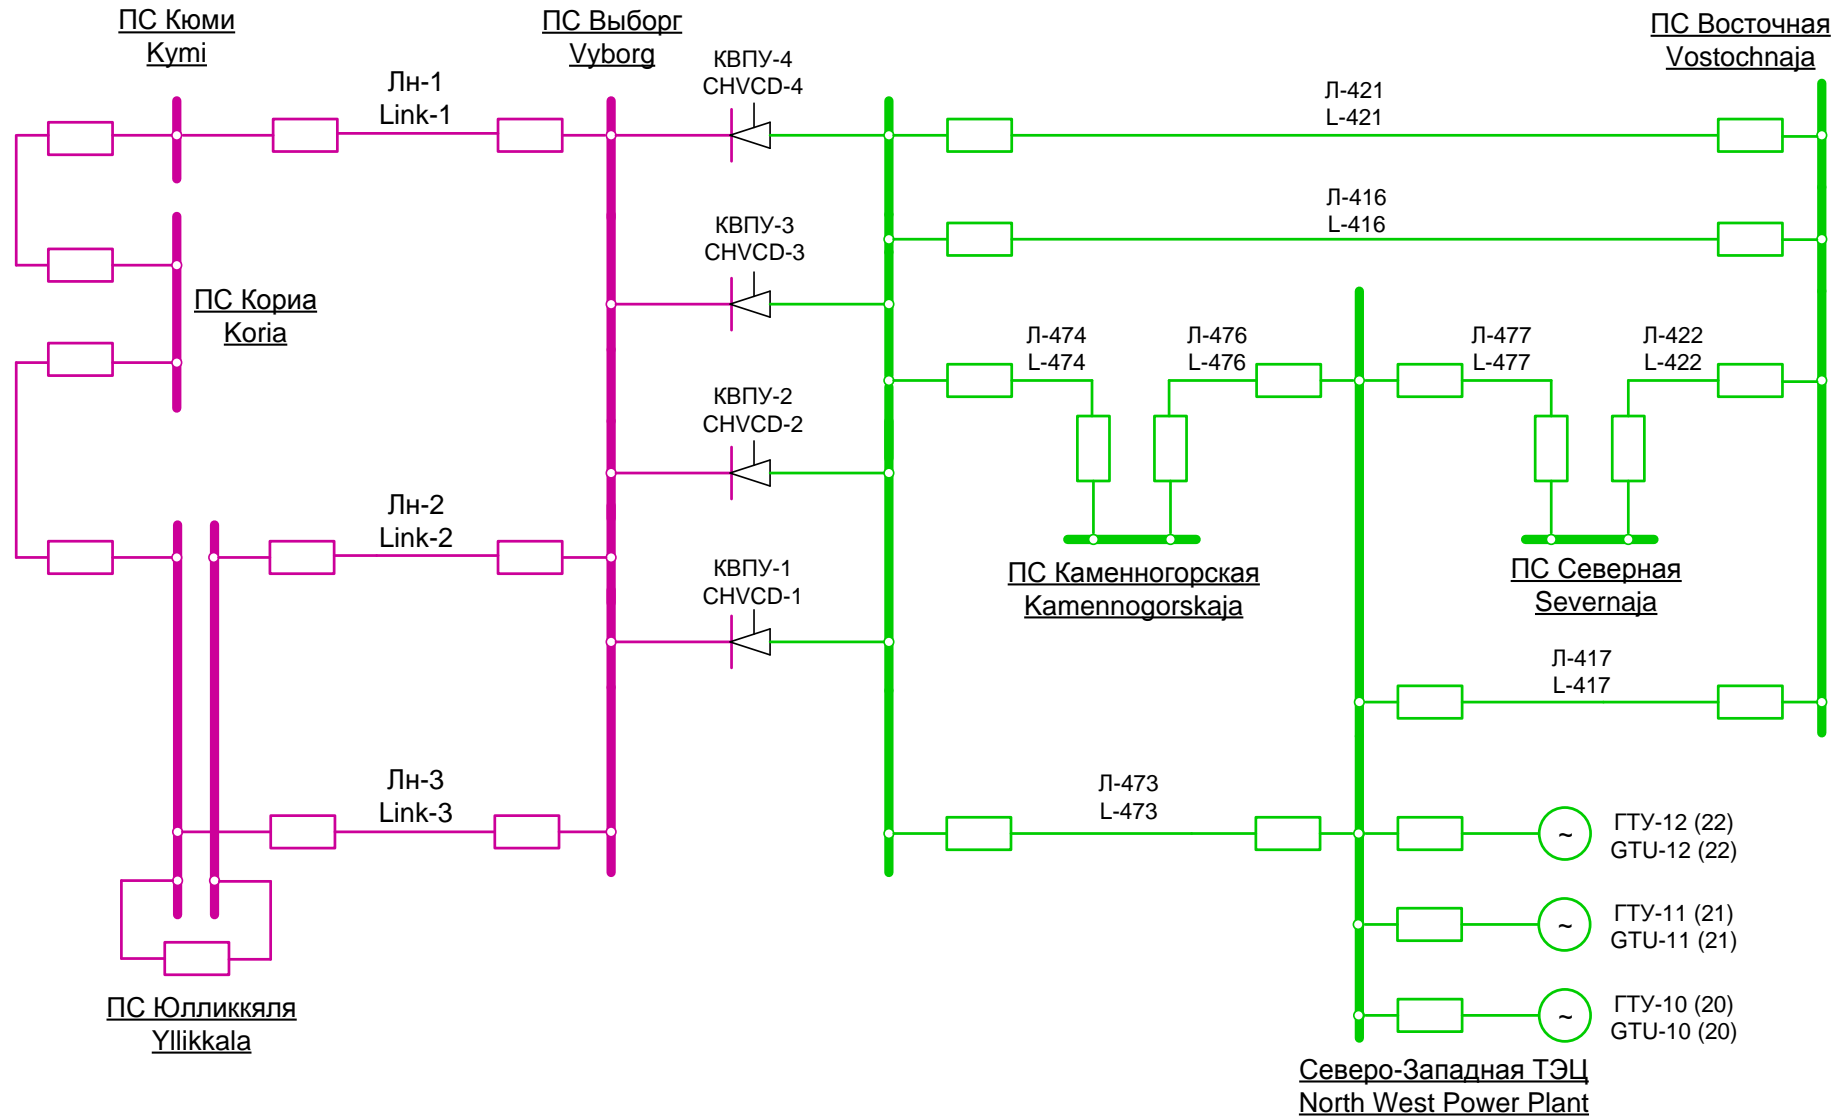 ПС Кюми
Kymi
ПС Выборг
Vyborg
ПС Восточная
Vostochnaja
КВПУ-4
CHVCD-4
Лн-1
Link-1
Л-421
L-421
Л-416
L-416
КВПУ-3
CHVCD-3
ПС Кориа
Koria
Л-474
L-474
Л-476
L-476
Л-477
L-477
Л-422
L-422
КВПУ-2
CHVCD-2
Лн-2
Link-2
КВПУ-1
CHVCD-1
ПС Каменногорская
Kamennogorskaja
ПС Северная
Severnaja
Л-417
L-417
Лн-3
Link-3
Л-473
L-473
~
ГТУ-12 (22)
GTU-12 (22)
~
ГТУ-11 (21)
GTU-11 (21)
~
ГТУ-10 (20)
GTU-10 (20)
ПС Юлликкяля
Yllikkala
Северо-Западная ТЭЦ
North West Power Plant